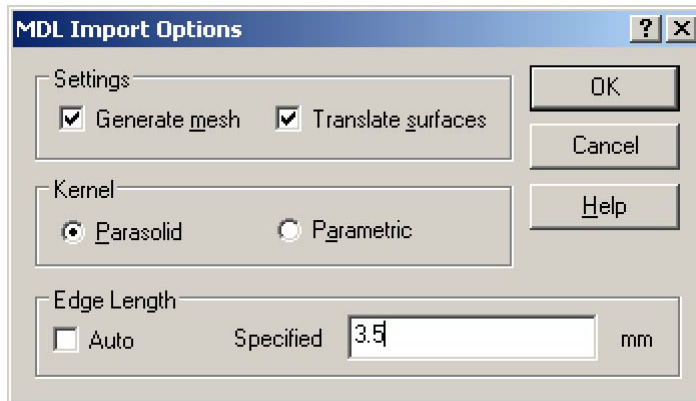 MDL Import Options ? X
Settings
Generate mesh Translate surfaces
OK
Cancel
Kernel
Parasolid Parametric
Help
Edge Length
Auto Specified 3.5 mm